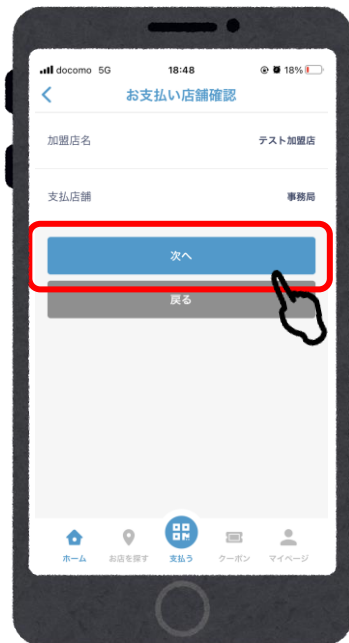 docomo 5G 18:48 18%
お支払い店舗確認
加盟店名 テスト加盟店
支払店舗 事務局
次へ
戻る
ホーム お店を探す 支払う クーポン マイページ